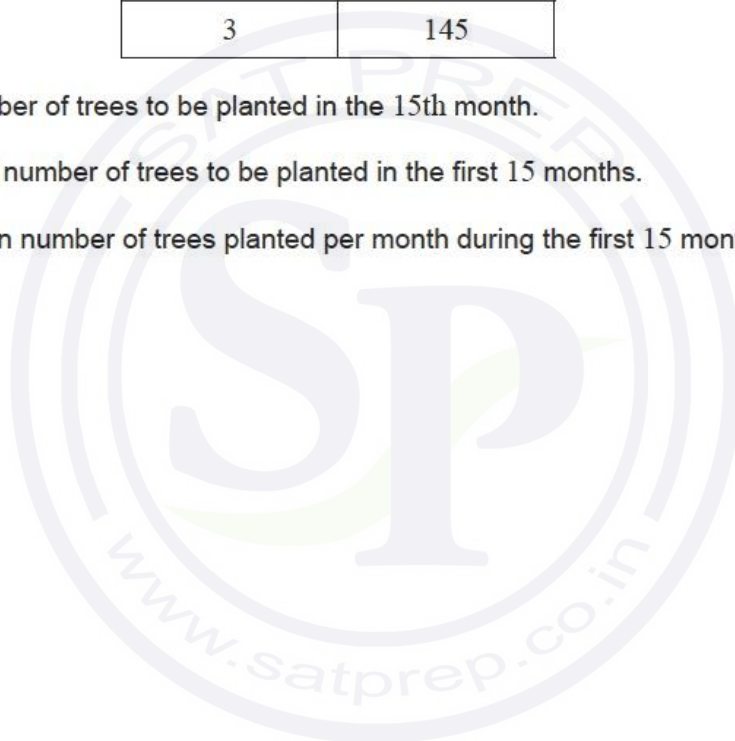 3 145
ber of trees to be planted in the 15th month.
number of trees to be planted in the first 15 months.
n number of trees planted per month during the first 15 mon
SAT PREP
SP
www.satprep.co.in